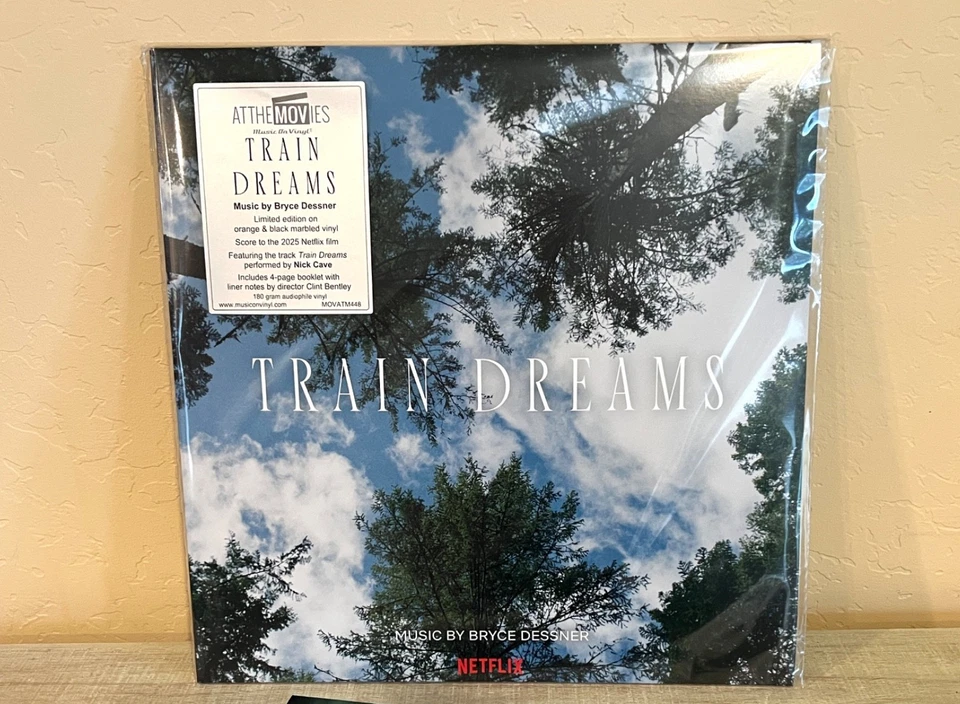 ATTHEMOVIES
Music On Vinyl
TRAIN
DREAMS
Music by Bryce Dessner
Limited edition on
orange & black marbled vinyl
Score to the 2025 Netflix film
Featuring the track Train Dreams
performed by Nick Cave
Includes 4-page booklet with
liner notes by director Clint Bentley
180 gram audiophile vinyl
www.musiconvinyl.com MOVATM448
TRAIN DREAMS
MUSIC BY BRYCE DESSNER
NETFLIX